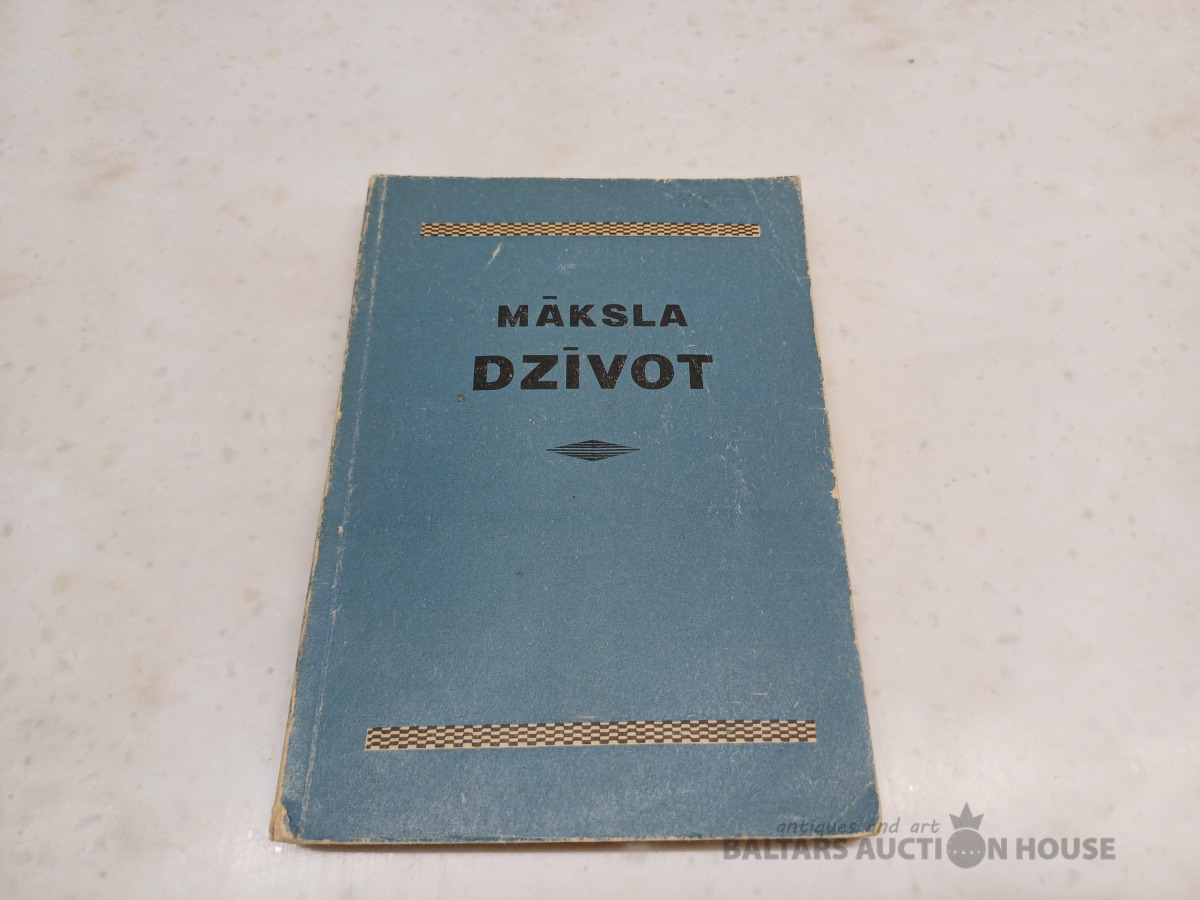 MĀKSLA
DZĪVOT
antiques and art
BALTARS AUCTION HOUSE